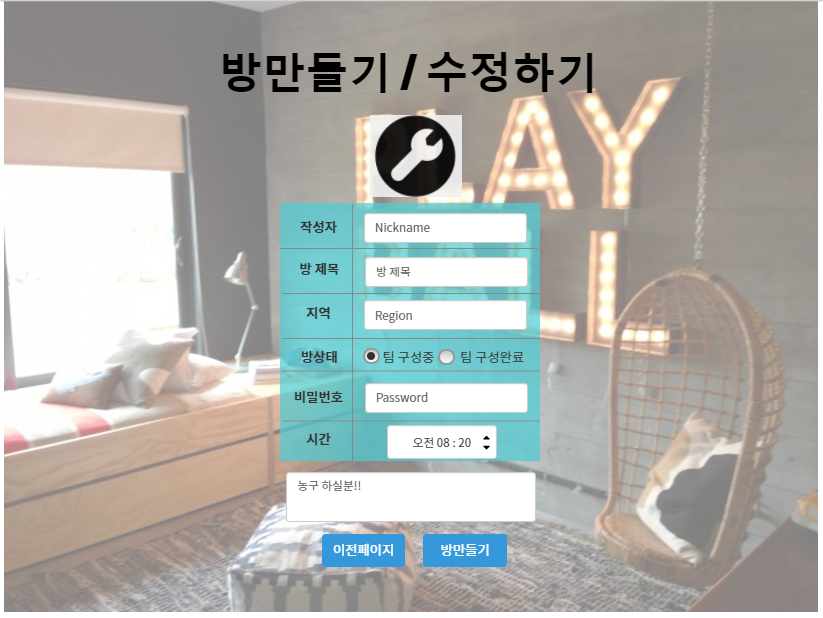 방만들기 / 수정하기
PLAY
BALL
작성자 Nickname
방 제목 방 제목
지역 Region
방상태 팀 구성중 팀 구성완료
비밀번호 Password
시간 오전 08 : 20
농구 하실분!!
이전페이지 방만들기